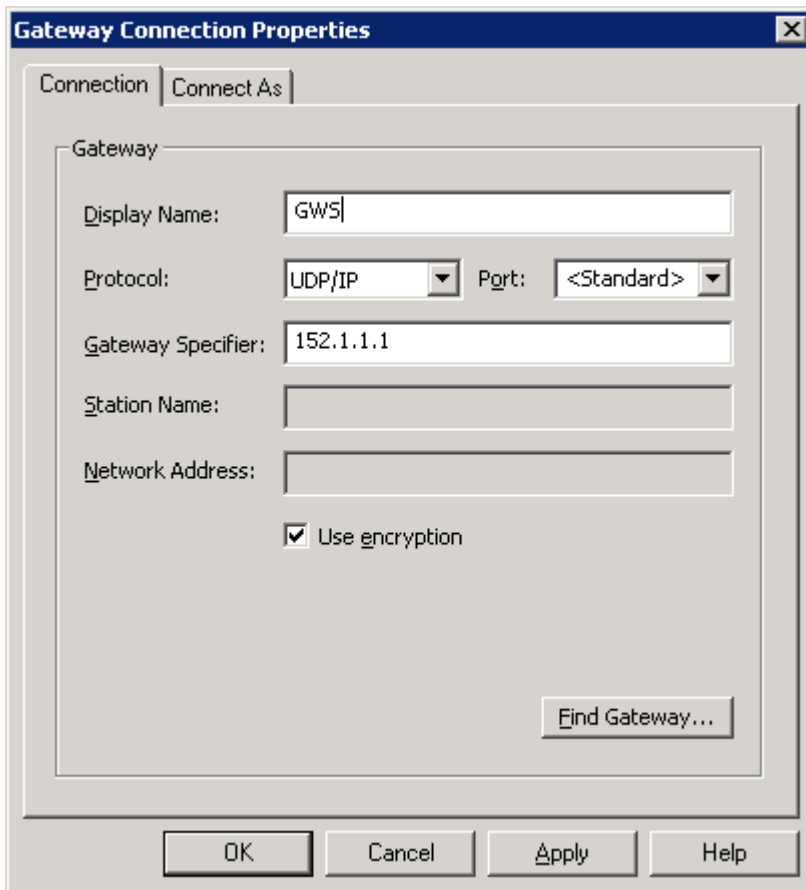 Gateway Connection Properties
Connection Connect As
Gateway
Display Name: GWS
Protocol: UDP/IP Port: <Standard>
Gateway Specifier: 152.1.1.1
Station Name:
Network Address:
Use encryption
Find Gateway...
OK Cancel Apply Help